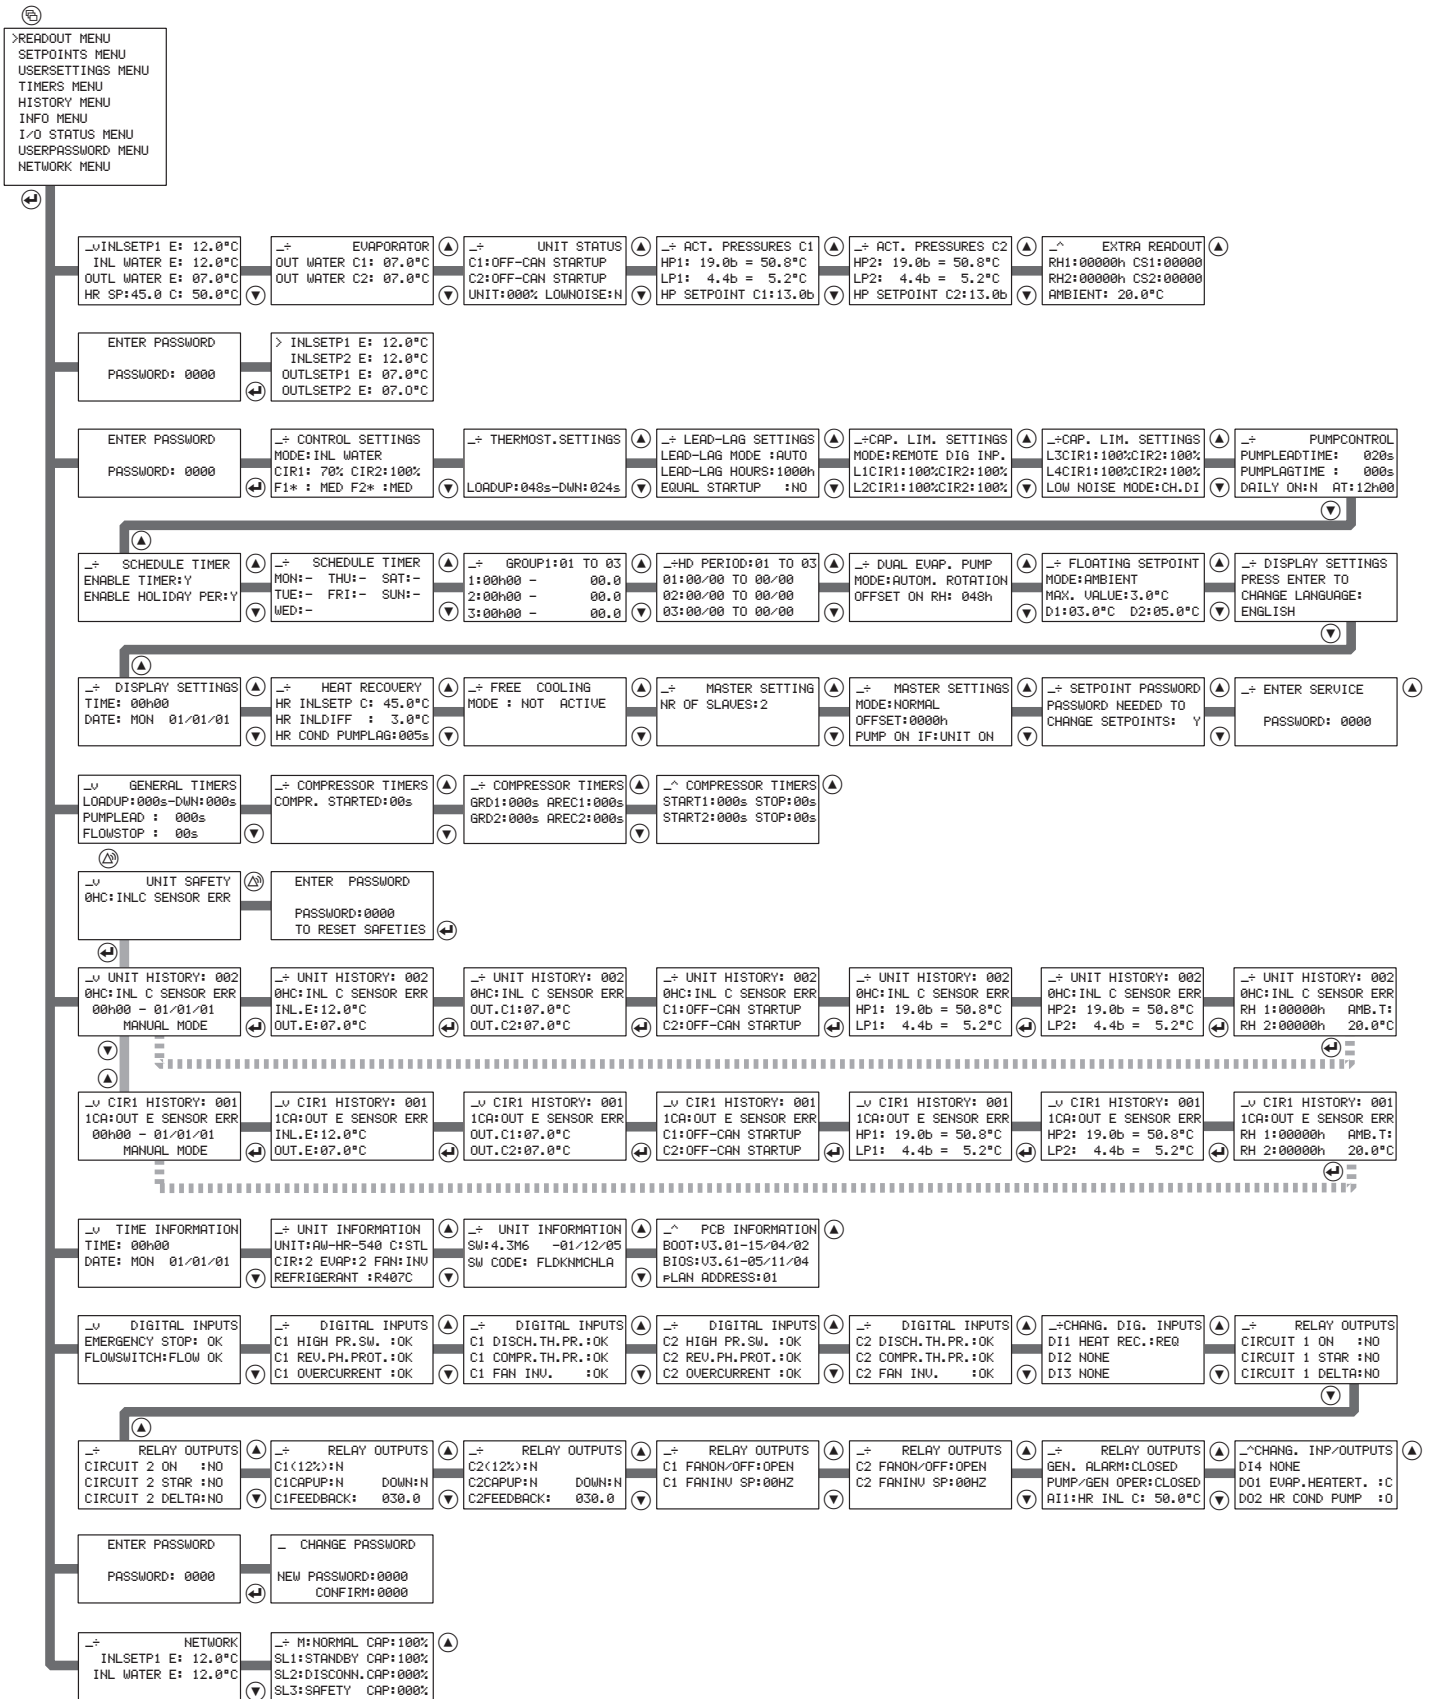 >READOUT MENU
SETPOINTS MENU
USERSETTINGS MENU
TIMERS MENU
HISTORY MENU
INFO MENU
I/O STATUS MENU
USERPASSWORD MENU
NETWORK MENU
_vINLSETP1 E: 12.0°C
INL WATER E: 12.0°C
OUTL WATER E: 07.0°C
HR SP:45.0 C: 50.0°C
_÷ EVAPORATOR
OUT WATER C1: 07.0°C
OUT WATER C2: 07.0°C
_÷ UNIT STATUS
C1:OFF-CAN STARTUP
C2:OFF-CAN STARTUP
UNIT:000% LOWNOISE:N
_÷ ACT. PRESSURES C1
HP1: 19.0b = 50.8°C
LP1: 4.4b = 5.2°C
HP SETPOINT C1:13.0b
_÷ ACT. PRESSURES C2
HP2: 19.0b = 50.8°C
LP2: 4.4b = 5.2°C
HP SETPOINT C2:13.0b
_^ EXTRA READOUT
RH1:00000h CS1:00000
RH2:00000h CS2:00000
AMBIENT: 20.0°C
ENTER PASSWORD
PASSWORD: 0000
> INLSETP1 E: 12.0°C
INLSETP2 E: 12.0°C
OUTLSETP1 E: 07.0°C
OUTLSETP2 E: 07.0°C
ENTER PASSWORD
PASSWORD: 0000
_÷ CONTROL SETTINGS
MODE:INL WATER
CIR1: 70% CIR2:100%
F1* : MED F2* :MED
_÷ THERMOST.SETTINGS
LOADUP:048s-DWN:024s
_÷ LEAD-LAG SETTINGS
LEAD-LAG MODE :AUTO
LEAD-LAG HOURS:1000h
EQUAL STARTUP :NO
_÷CAP. LIM. SETTINGS
MODE:REMOTE DIG INP.
L1CIR1:100%CIR2:100%
L2CIR1:100%CIR2:100%
_÷CAP. LIM. SETTINGS
L3CIR1:100%CIR2:100%
L4CIR1:100%CIR2:100%
LOW NOISE MODE:CH.DI
_÷ PUMPCONTROL
PUMPLEADTIME: 020s
PUMPLAGTIME : 000s
DAILY ON:N AT:12h00
_÷ SCHEDULE TIMER
ENABLE TIMER:Y
ENABLE HOLIDAY PER:Y
_÷ SCHEDULE TIMER
MON:- THU:- SAT:-
TUE:- FRI:- SUN:-
WED:-
_÷ GROUP1:01 TO 03
1:00h00 - 00.0
2:00h00 - 00.0
3:00h00 - 00.0
_÷HD PERIOD:01 TO 03
01:00/00 TO 00/00
02:00/00 TO 00/00
03:00/00 TO 00/00
_÷ DUAL EVAP. PUMP
MODE:AUTOM. ROTATION
OFFSET ON RH: 048h
_÷ FLOATING SETPOINT
MODE:AMBIENT
MAX. VALUE:3.0°C
D1:03.0°C D2:05.0°C
_÷ DISPLAY SETTINGS
PRESS ENTER TO
CHANGE LANGUAGE:
ENGLISH
_÷ DISPLAY SETTINGS
TIME: 00h00
DATE: MON 01/01/01
_÷ HEAT RECOVERY
HR INLSETP C: 45.0°C
HR INLDIFF : 3.0°C
HR COND PUMPLAG:005s
_÷ FREE COOLING
MODE : NOT ACTIVE
_÷ MASTER SETTING
NR OF SLAVES:2
_÷ MASTER SETTINGS
MODE:NORMAL
OFFSET:0000h
PUMP ON IF:UNIT ON
_÷ SETPOINT PASSWORD
PASSWORD NEEDED TO
CHANGE SETPOINTS: Y
_÷ ENTER SERVICE
PASSWORD: 0000
_v GENERAL TIMERS
LOADUP:000s-DWN:000s
PUMPLEAD : 000s
FLOWSTOP : 00s
_÷ COMPRESSOR TIMERS
COMPR. STARTED:00s
_÷ COMPRESSOR TIMERS
GRD1:000s AREC1:000s
GRD2:000s AREC2:000s
_^ COMPRESSOR TIMERS
START1:000s STOP:00s
START2:000s STOP:00s
_v UNIT SAFETY
0HC:INLC SENSOR ERR
ENTER PASSWORD
PASSWORD:0000
TO RESET SAFETIES
_v UNIT HISTORY: 002
0HC:INL C SENSOR ERR
00h00 - 01/01/01
MANUAL MODE
_÷ UNIT HISTORY: 002
0HC:INL C SENSOR ERR
INL.E:12.0°C
OUT.E:07.0°C
_÷ UNIT HISTORY: 002
0HC:INL C SENSOR ERR
OUT.C1:07.0°C
OUT.C2:07.0°C
_÷ UNIT HISTORY: 002
0HC:INL C SENSOR ERR
C1:OFF-CAN STARTUP
C2:OFF-CAN STARTUP
_÷ UNIT HISTORY: 002
0HC:INL C SENSOR ERR
HP1: 19.0b = 50.8°C
LP1: 4.4b = 5.2°C
_÷ UNIT HISTORY: 002
0HC:INL C SENSOR ERR
HP2: 19.0b = 50.8°C
LP2: 4.4b = 5.2°C
_÷ UNIT HISTORY: 002
0HC:INL C SENSOR ERR
RH 1:00000h AMB.T:
RH 2:00000h 20.0°C
_v CIR1 HISTORY: 001
1CA:OUT E SENSOR ERR
00h00 - 01/01/01
MANUAL MODE
_v CIR1 HISTORY: 001
1CA:OUT E SENSOR ERR
INL.E:12.0°C
OUT.E:07.0°C
_v CIR1 HISTORY: 001
1CA:OUT E SENSOR ERR
OUT.C1:07.0°C
OUT.C2:07.0°C
_v CIR1 HISTORY: 001
1CA:OUT E SENSOR ERR
C1:OFF-CAN STARTUP
C2:OFF-CAN STARTUP
_v CIR1 HISTORY: 001
1CA:OUT E SENSOR ERR
HP1: 19.0b = 50.8°C
LP1: 4.4b = 5.2°C
_v CIR1 HISTORY: 001
1CA:OUT E SENSOR ERR
HP2: 19.0b = 50.8°C
LP2: 4.4b = 5.2°C
_v CIR1 HISTORY: 001
1CA:OUT E SENSOR ERR
RH 1:00000h AMB.T:
RH 2:00000h 20.0°C
_v TIME INFORMATION
TIME: 00h00
DATE: MON 01/01/01
_÷ UNIT INFORMATION
UNIT:AW-HR-540 C:STL
CIR:2 EVAP:2 FAN:INV
REFRIGERANT :R407C
_÷ UNIT INFORMATION
SW:4.3M6 -01/12/05
SW CODE: FLDKNMCHLA
_^ PCB INFORMATION
BOOT:V3.01-15/04/02
BIOS:V3.61-05/11/04
pLAN ADDRESS:01
_v DIGITAL INPUTS
EMERGENCY STOP: OK
FLOWSWITCH:FLOW OK
_÷ DIGITAL INPUTS
C1 HIGH PR.SW. :OK
C1 REV.PH.PROT.:OK
C1 OVERCURRENT :OK
_÷ DIGITAL INPUTS
C1 DISCH.TH.PR.:OK
C1 COMPR.TH.PR.:OK
C1 FAN INV. :OK
_÷ DIGITAL INPUTS
C2 HIGH PR.SW. :OK
C2 REV.PH.PROT.:OK
C2 OVERCURRENT :OK
_÷ DIGITAL INPUTS
C2 DISCH.TH.PR.:OK
C2 COMPR.TH.PR.:OK
C2 FAN INV. :OK
_÷CHANG. DIG. INPUTS
DI1 HEAT REC.:REQ
DI2 NONE
DI3 NONE
_÷ RELAY OUTPUTS
CIRCUIT 1 ON :NO
CIRCUIT 1 STAR :NO
CIRCUIT 1 DELTA:NO
_÷ RELAY OUTPUTS
CIRCUIT 2 ON :NO
CIRCUIT 2 STAR :NO
CIRCUIT 2 DELTA:NO
_÷ RELAY OUTPUTS
C1(12%):N
C1CAPUP:N DOWN:N
C1FEEDBACK: 030.0
_÷ RELAY OUTPUTS
C2(12%):N
C2CAPUP:N DOWN:N
C2FEEDBACK: 030.0
_÷ RELAY OUTPUTS
C1 FANON/OFF:OPEN
C1 FANINV SP:00HZ
_÷ RELAY OUTPUTS
C2 FANON/OFF:OPEN
C2 FANINV SP:00HZ
_÷ RELAY OUTPUTS
GEN. ALARM:CLOSED
PUMP/GEN OPER:CLOSED
AI1:HR INL C: 50.0°C
_^CHANG. INP/OUTPUTS
DI4 NONE
DO1 EVAP.HEATERT. :C
DO2 HR COND PUMP :O
ENTER PASSWORD
PASSWORD: 0000
_ CHANGE PASSWORD
NEW PASSWORD:0000
CONFIRM:0000
_÷ NETWORK
INLSETP1 E: 12.0°C
INL WATER E: 12.0°C
_÷ M:NORMAL CAP:100%
SL1:STANDBY CAP:100%
SL2:DISCONN.CAP:000%
SL3:SAFETY CAP:000%